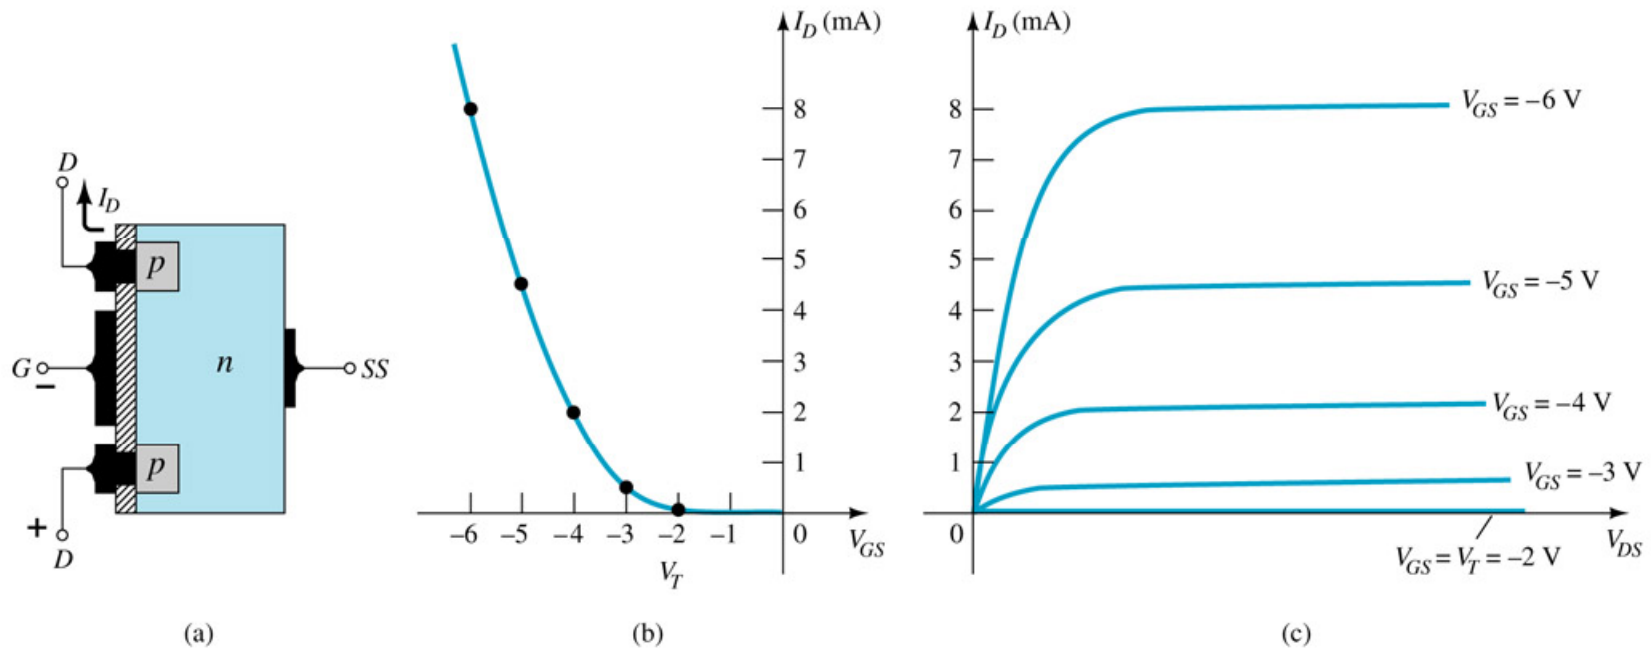 D
I_D
p
G
–
n
SS
p
+
D
(a)
I_D (mA)
8
7
6
5
4
3
2
1
0
–6 –5 –4 –3 –2 –1
V_GS
V_T
(b)
I_D (mA)
8
7
6
5
4
3
2
1
0
V_GS = –6 V
V_GS = –5 V
V_GS = –4 V
V_GS = –3 V
V_GS = V_T = –2 V
V_DS
(c)